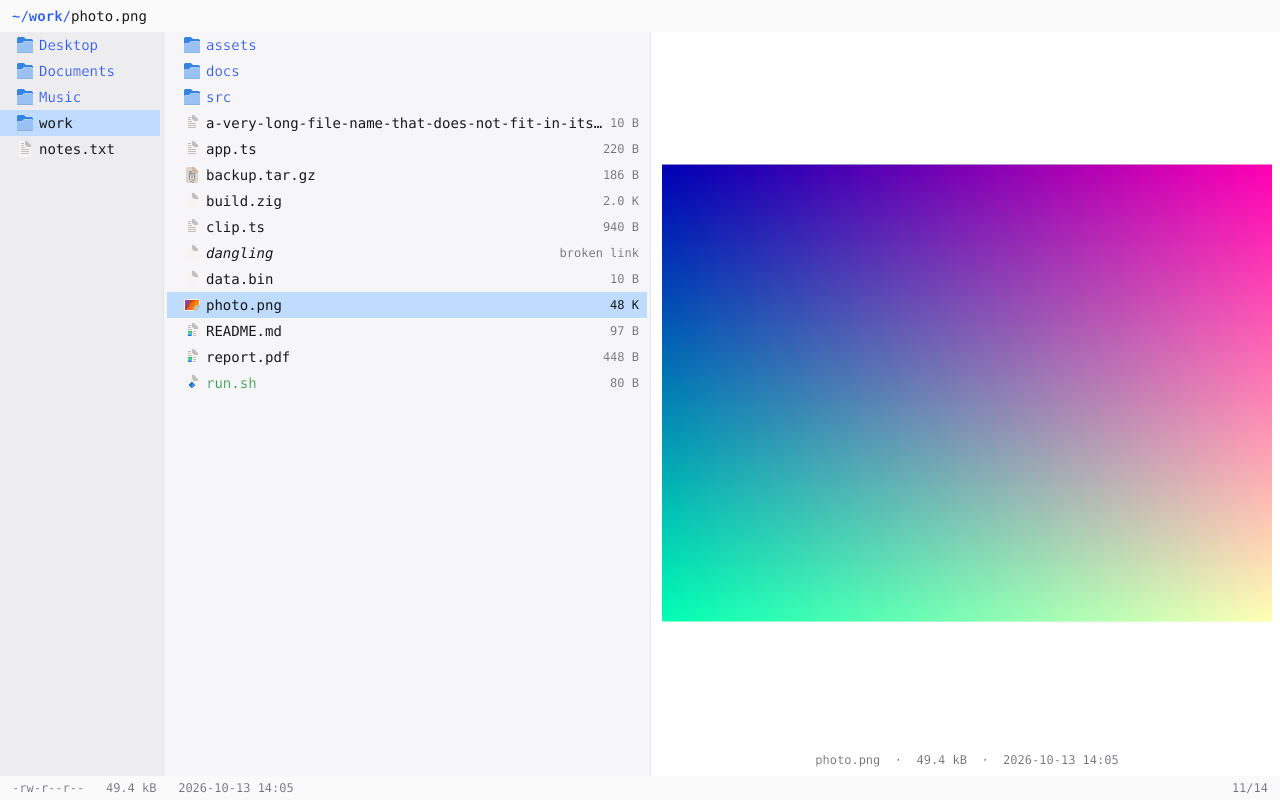 ~/work/photo.png
Desktop
Documents
Music
work
notes.txt
assets
docs
src
a-very-long-file-name-that-does-not-fit-in-its… 10 B
app.ts 220 B
backup.tar.gz 186 B
build.zig 2.0 K
clip.ts 940 B
dangling broken link
data.bin 10 B
photo.png 48 K
README.md 97 B
report.pdf 448 B
run.sh 80 B
photo.png · 49.4 kB · 2026-10-13 14:05
-rw-r--r-- 49.4 kB 2026-10-13 14:05 11/14